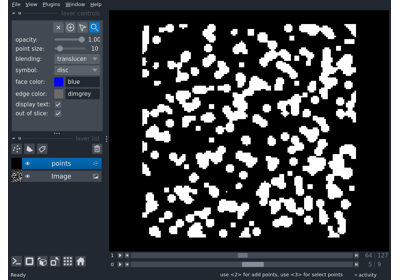 File View Plugins Window Help
layer controls
opacity: 1.00
point size: 10
blending: translucen
symbol: disc
face color: blue
edge color: dimgrey
display text:
out of slice:
layer list
points
Image
1 64 127
0 5 9
Ready use <2> for add points, use <3> for select points activity